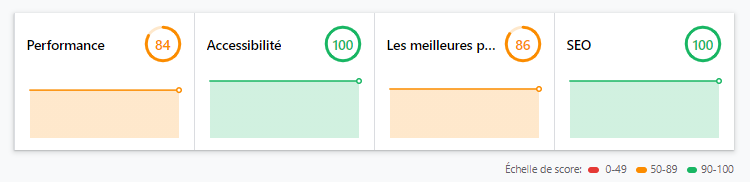 Performance 84
Accessibilité 100
Les meilleures p... 86
SEO 100
Échelle de score: 0-49 50-89 90-100